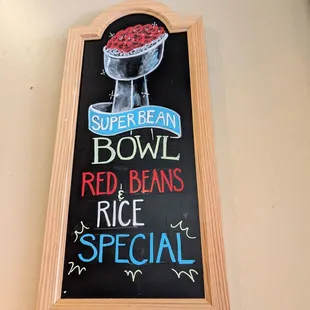 SUPER BEAN
BOWL
RED BEANS
&
RICE
SPECIAL